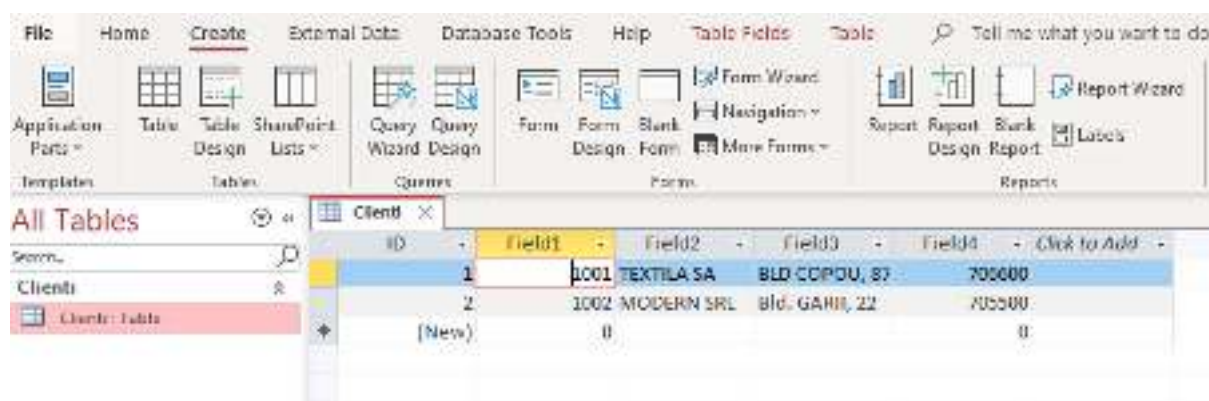 File Home Create External Data Database Tools Help Table Fields Table Tell me what you want to do
Application Parts
Table
Table Design
SharePoint Lists
Query Wizard
Query Design
Form
Form Design
Blank Form
Form Wizard
Navigation
More Forms
Report
Report Design
Blank Report
Report Wizard
Labels
Templates Tables Queries Forms Reports
All Tables
Search...
Clienti
Clienti : Table
Clienti
ID Field1 Field2 Field3 Field4 Click to Add
1 1001 TEXTILA SA BLD COPOU, 87
2 1002 MODERN SRL Bld. 22 705500
(New) 0 0